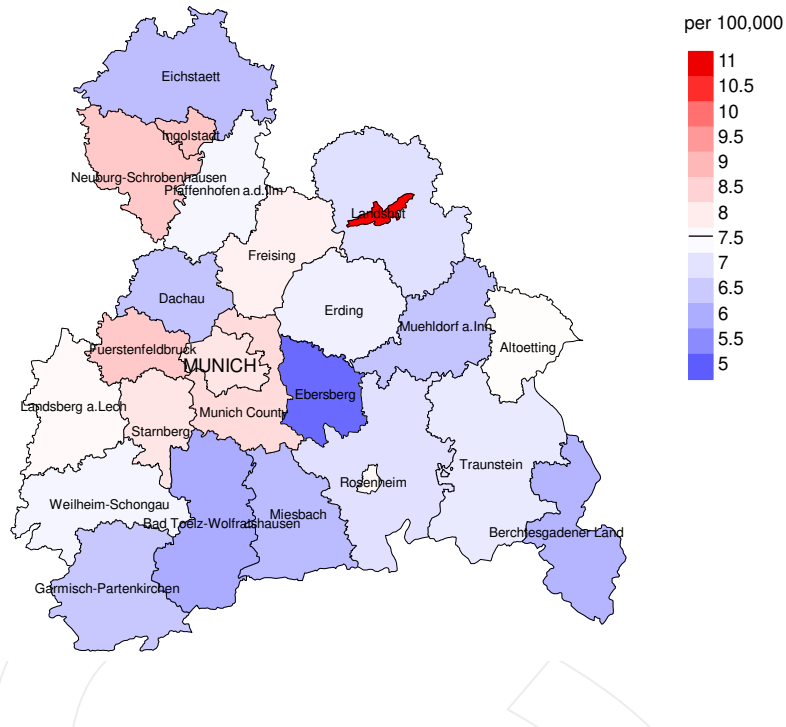 per 100,000
11
10.5
10
9.5
9
8.5
8
7.5
7
6.5
6
5.5
5
Eichstaett
Ingolstadt
Neuburg-Schrobenhausen
Pfaffenhofen a.d.Ilm
Landshut
Freising
Dachau
Erding
Muehldorf a.Inn
Altoetting
Fuerstenfeldbruck
MUNICH
Ebersberg
Landsberg a.Lech
Munich County
Starnberg
Traunstein
Rosenheim
Weilheim-Schongau
Miesbach
Bad Toelz-Wolfratshausen
Berchtesgadener Land
Garmisch-Partenkirchen